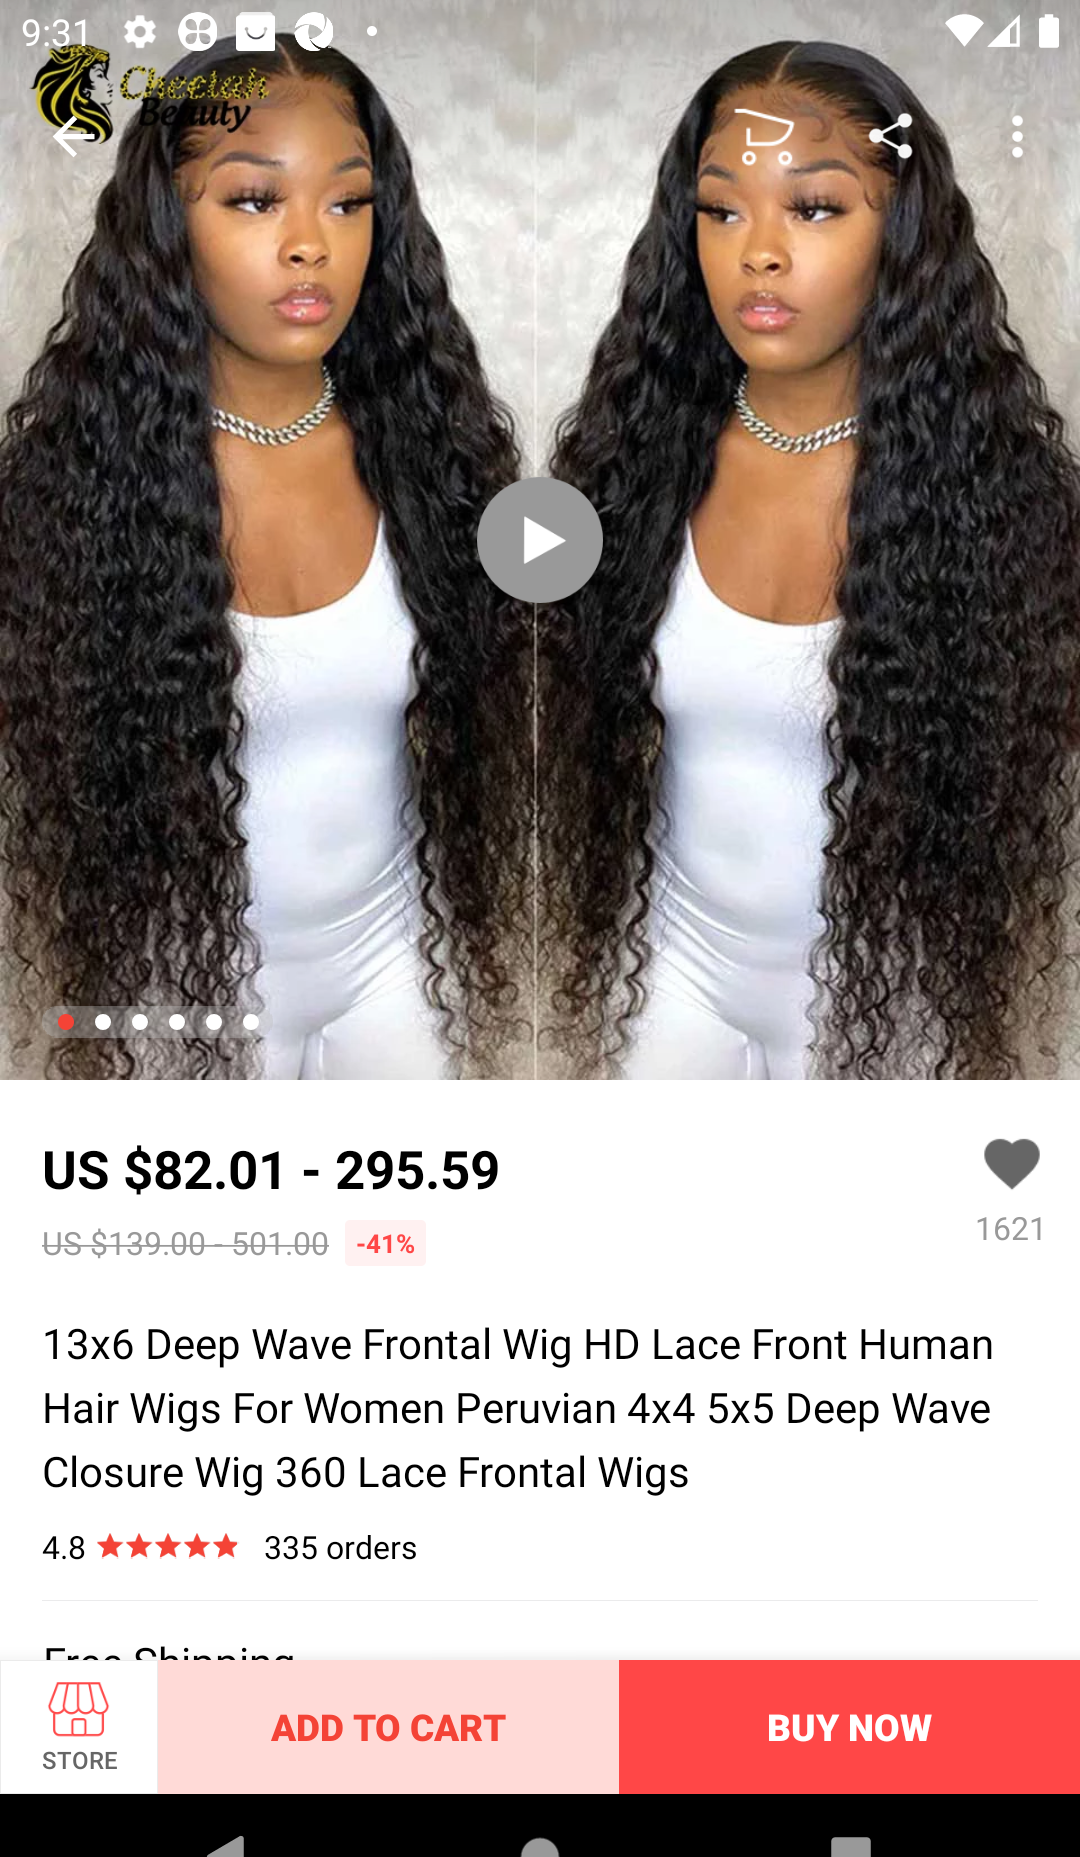 9:31
Cheetah
Beauty
US $82.01 - 295.59
1621
US $139.00 - 501.00 -41%
13x6 Deep Wave Frontal Wig HD Lace Front Human
Hair Wigs For Women Peruvian 4x4 5x5 Deep Wave
Closure Wig 360 Lace Frontal Wigs
4.8 335 orders
Free Shipping
STORE
ADD TO CART
BUY NOW